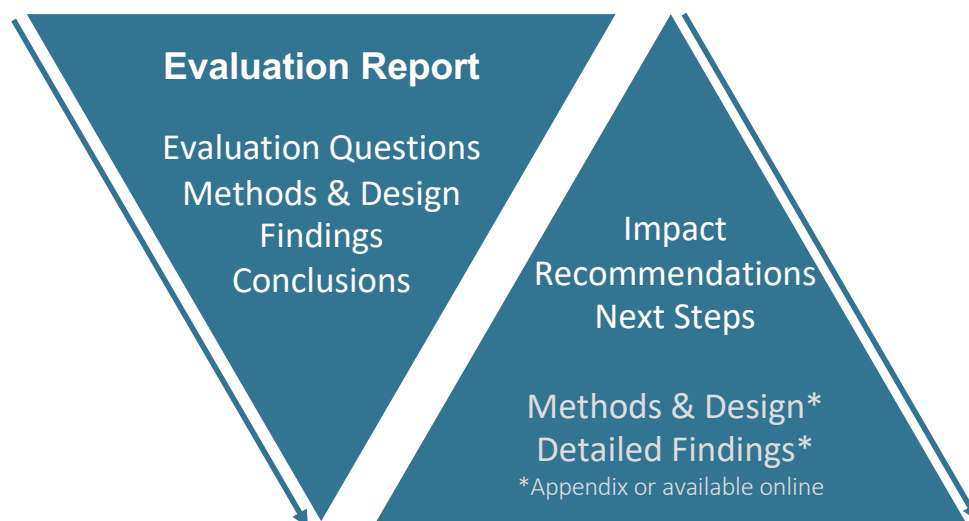 Evaluation Report
Evaluation Questions
Methods & Design
Findings
Conclusions
Impact
Recommendations
Next Steps
Methods & Design*
Detailed Findings*
*Appendix or available online